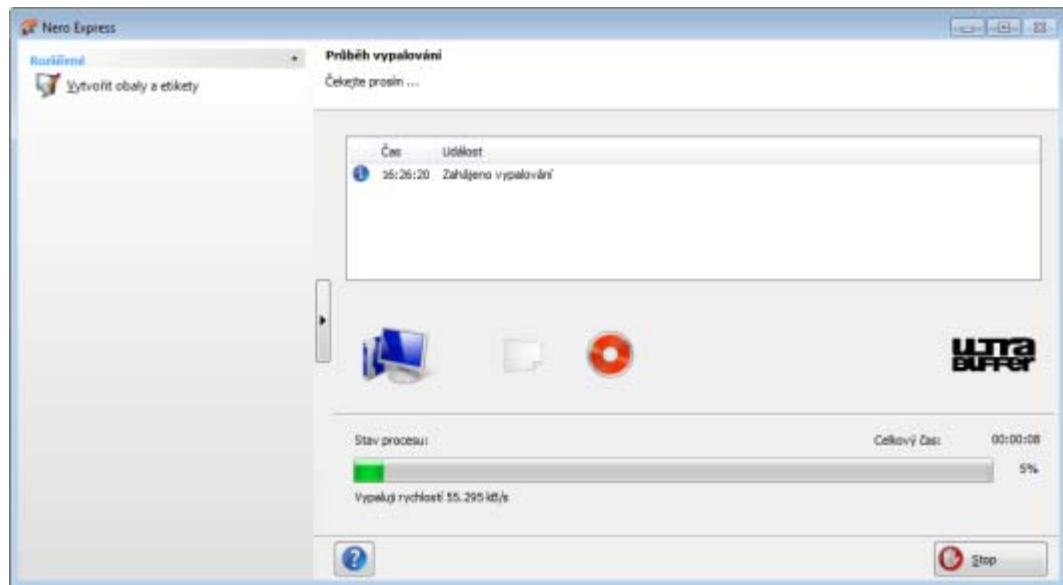 Nero Express
Rozšířené
Vytvořit obaly a etikety
Průběh vypalování
Čekejte prosím ...
Čas Událost
16:26:20 Zahájeno vypalování
ULTRA
BUFFER
Stav procesu: Celkový čas: 00:00:08
5%
Vypaluji rychlostí 55.295 kB/s
Stop